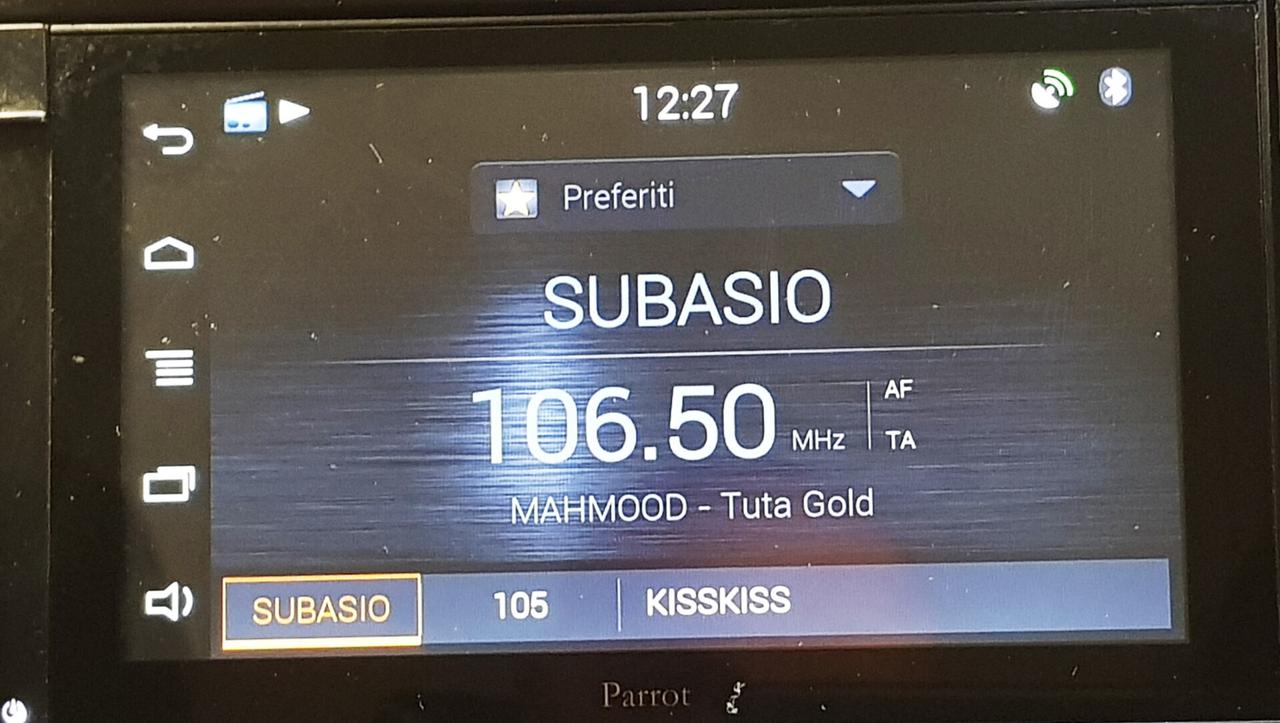 12:27
Preferiti
SUBASIO
106.50 MHz
AF
TA
MAHMOOD - Tuta Gold
SUBASIO 105 KISSKISS
Parrot